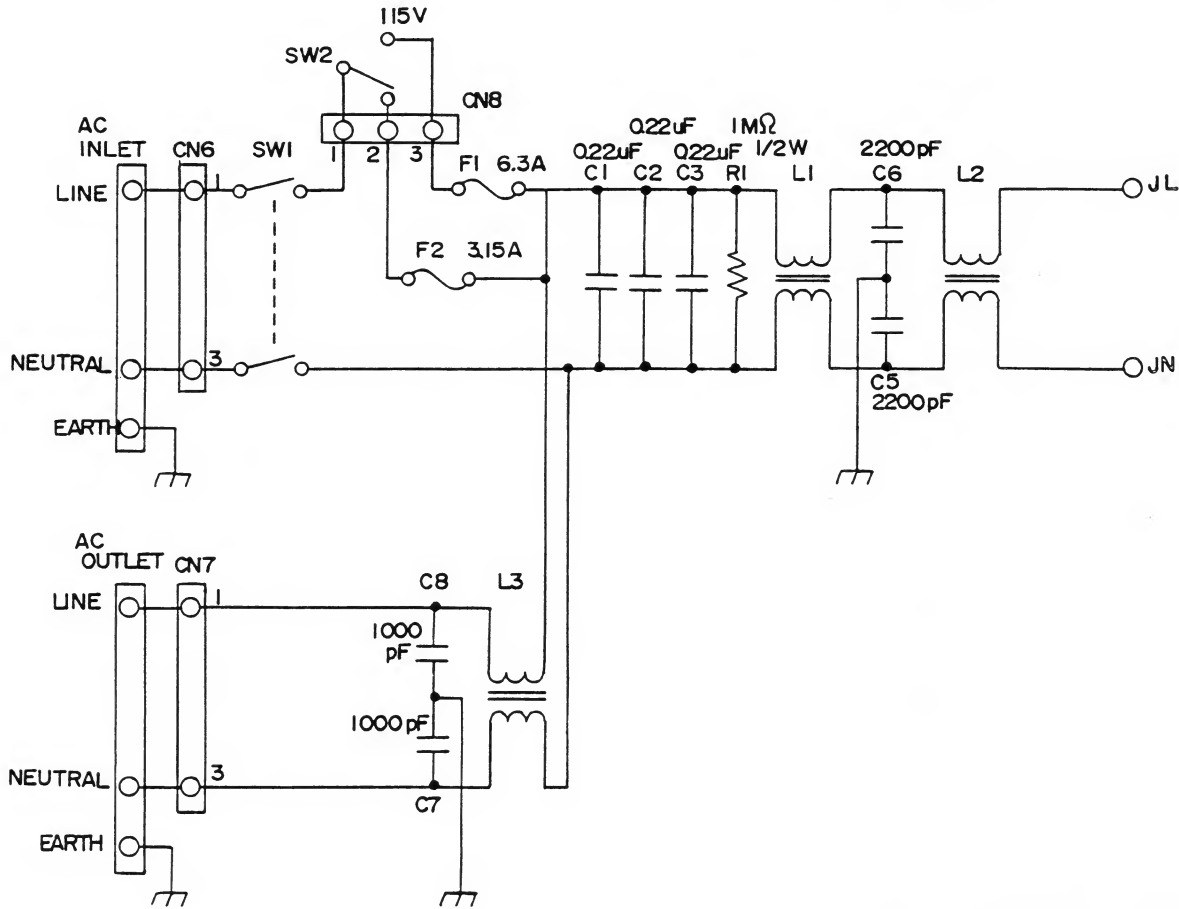 115V
SW2
CN8
AC
INLET
CN6
SW1
1
2
3
1
LINE
F1 6.3A
0.22uF
1MΩ
0.22uF
0.22uF
1/2W
2200pF
C1
C2
C3
R1
L1
C6
L2
JL
F2 3.15A
NEUTRAL
3
JN
C5
2200pF
EARTH
AC
OUTLET
CN7
LINE
1
C8
L3
1000
pF
1000pF
NEUTRAL
3
C7
EARTH